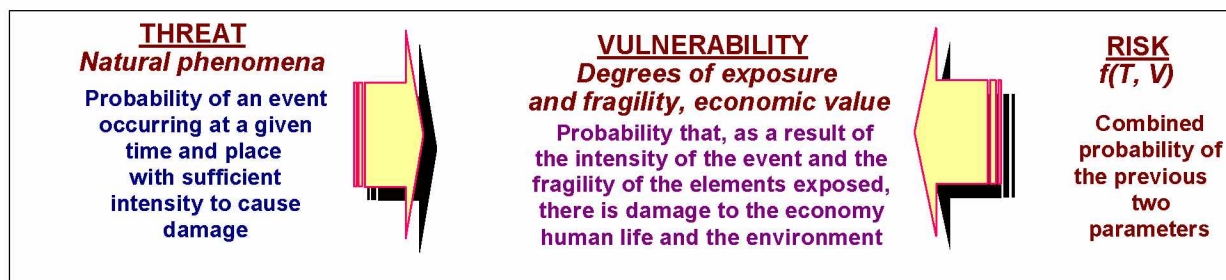 THREAT
Natural phenomena
Probability of an event
occurring at a given
time and place
with sufficient
intensity to cause
damage
VULNERABILITY
Degrees of exposure
and fragility, economic value
Probability that, as a result of
the intensity of the event and the
fragility of the elements exposed,
there is damage to the economy
human life and the environment
RISK
f(T, V)
Combined
probability of
the previous
two
parameters